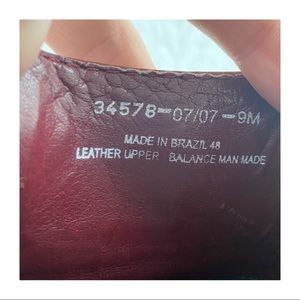 34578-07/07-9M
MADE IN BRAZIL 48
LEATHER UPPER BALANCE MAN MADE